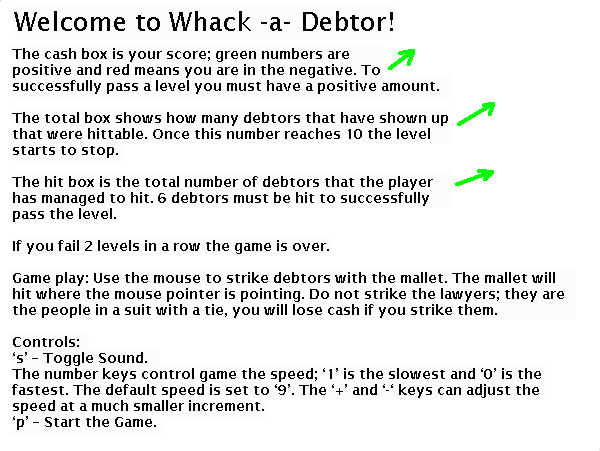 Welcome to Whack -a- Debtor!
The cash box is your score; green numbers are
positive and red means you are in the negative. To
successfully pass a level you must have a positive amount.
The total box shows how many debtors that have shown up
that were hittable. Once this number reaches 10 the level
starts to stop.
The hit box is the total number of debtors that the player
has managed to hit. 6 debtors must be hit to successfully
pass the level.
If you fail 2 levels in a row the game is over.
Game play: Use the mouse to strike debtors with the mallet. The mallet will
hit where the mouse pointer is pointing. Do not strike the lawyers; they are
the people in a suit with a tie, you will lose cash if you strike them.
Controls:
‘s’ – Toggle Sound.
The number keys control game the speed; ‘1’ is the slowest and ‘0’ is the
fastest. The default speed is set to ‘9’. The ‘+’ and ‘-‘ keys can adjust the
speed at a much smaller increment.
‘p’ – Start the Game.